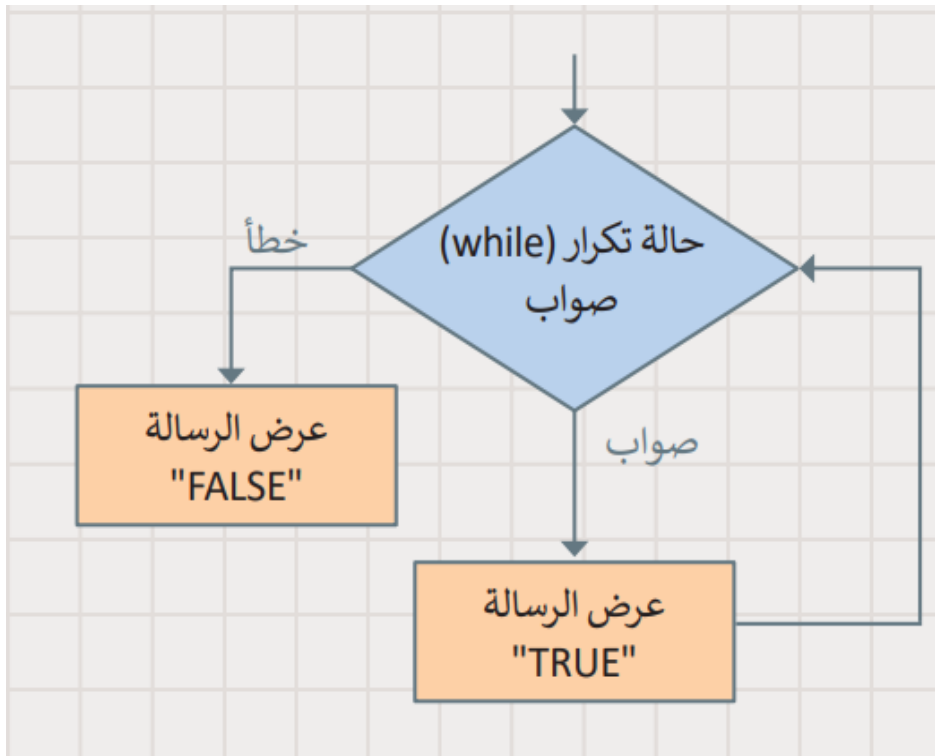 حالة تكرار (while)
صواب
خطأ
عرض الرسالة
"FALSE"
صواب
عرض الرسالة
"TRUE"